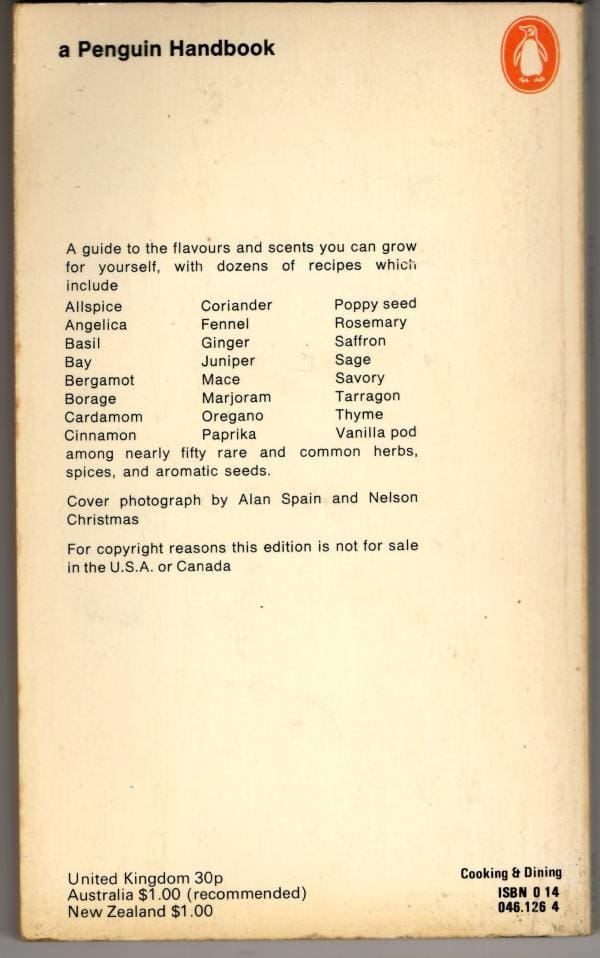 a Penguin Handbook
A guide to the flavours and scents you can grow
for yourself, with dozens of recipes which
include
Allspice Coriander Poppy seed
Angelica Fennel Rosemary
Basil Ginger Saffron
Bay Juniper Sage
Bergamot Mace Savory
Borage Marjoram Tarragon
Cardamom Oregano Thyme
Cinnamon Paprika Vanilla pod
among nearly fifty rare and common herbs,
spices, and aromatic seeds.
Cover photograph by Alan Spain and Nelson
Christmas
For copyright reasons this edition is not for sale
in the U.S.A. or Canada
United Kingdom 30p
Australia $1.00 (recommended)
New Zealand $1.00
Cooking & Dining
ISBN 0 14
046.126 4